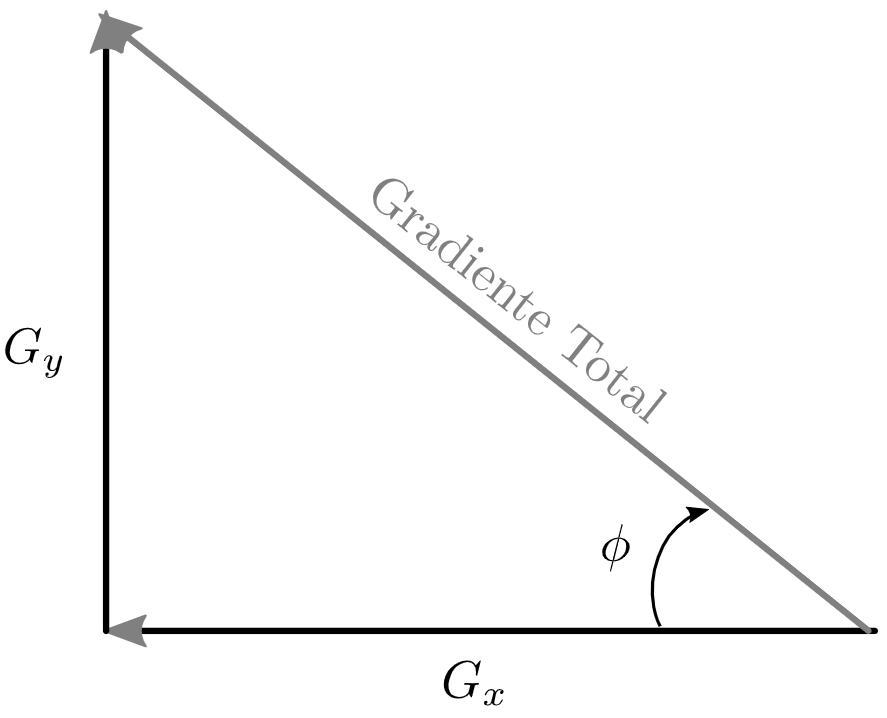 Gradiente Total
G_y
ϕ
G_x